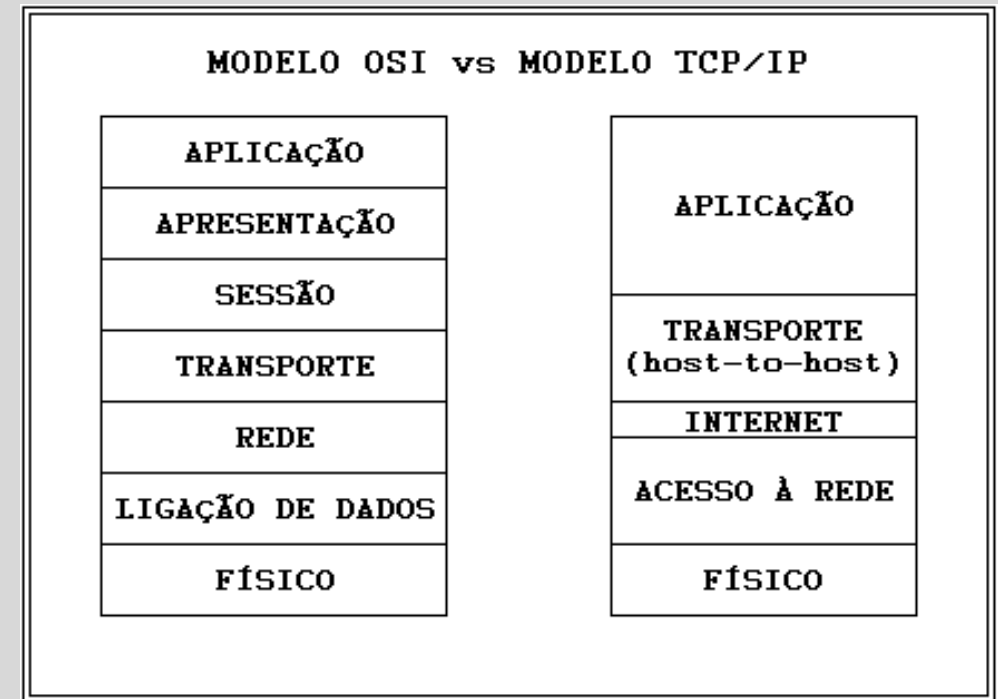 MODELO OSI vs MODELO TCP/IP
APLICAÇÃO
APRESENTAÇÃO
SESSÃO
TRANSPORTE
REDE
LIGAÇÃO DE DADOS
FÍSICO
APLICAÇÃO
TRANSPORTE
(host-to-host)
INTERNET
ACESSO À REDE
FÍSICO